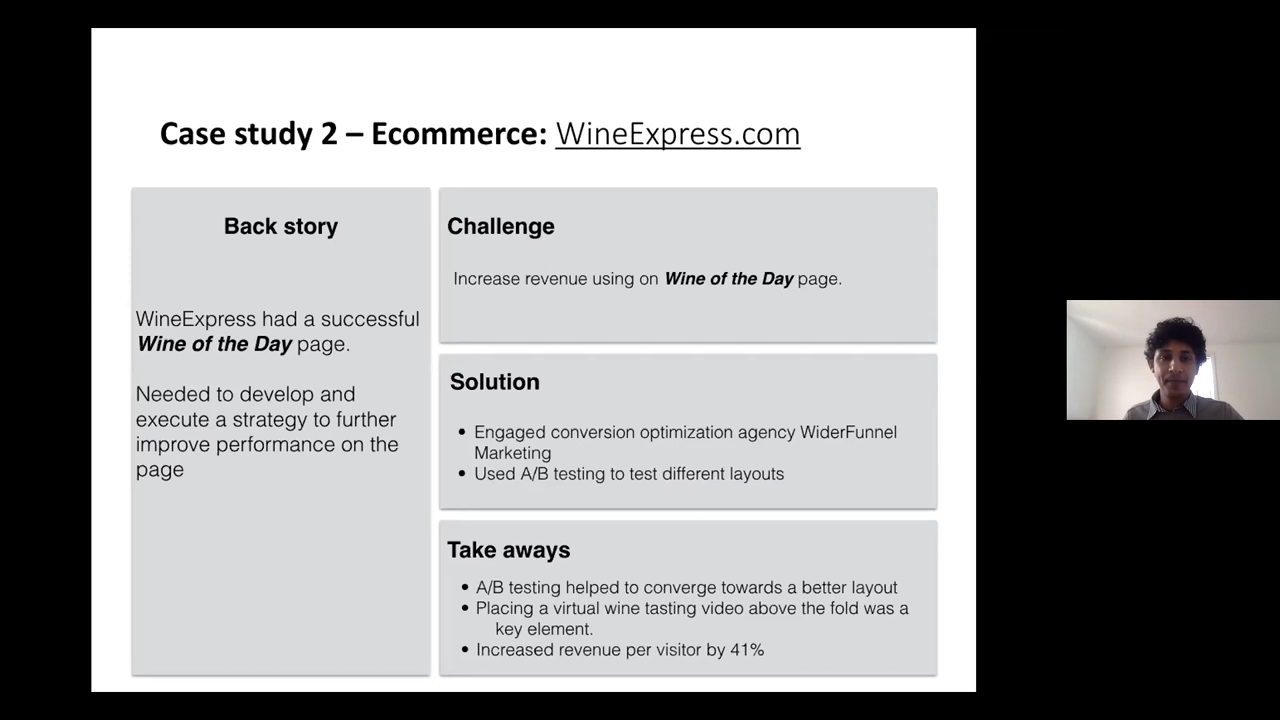 Case study 2 – Ecommerce: WineExpress.com
Back story
WineExpress had a successful
Wine of the Day page.
Needed to develop and
execute a strategy to further
improve performance on the
page
Challenge
Increase revenue using on Wine of the Day page.
Solution
• Engaged conversion optimization agency WiderFunnel
Marketing
• Used A/B testing to test different layouts
Take aways
• A/B testing helped to converge towards a better layout
• Placing a virtual wine tasting video above the fold was a
key element.
• Increased revenue per visitor by 41%